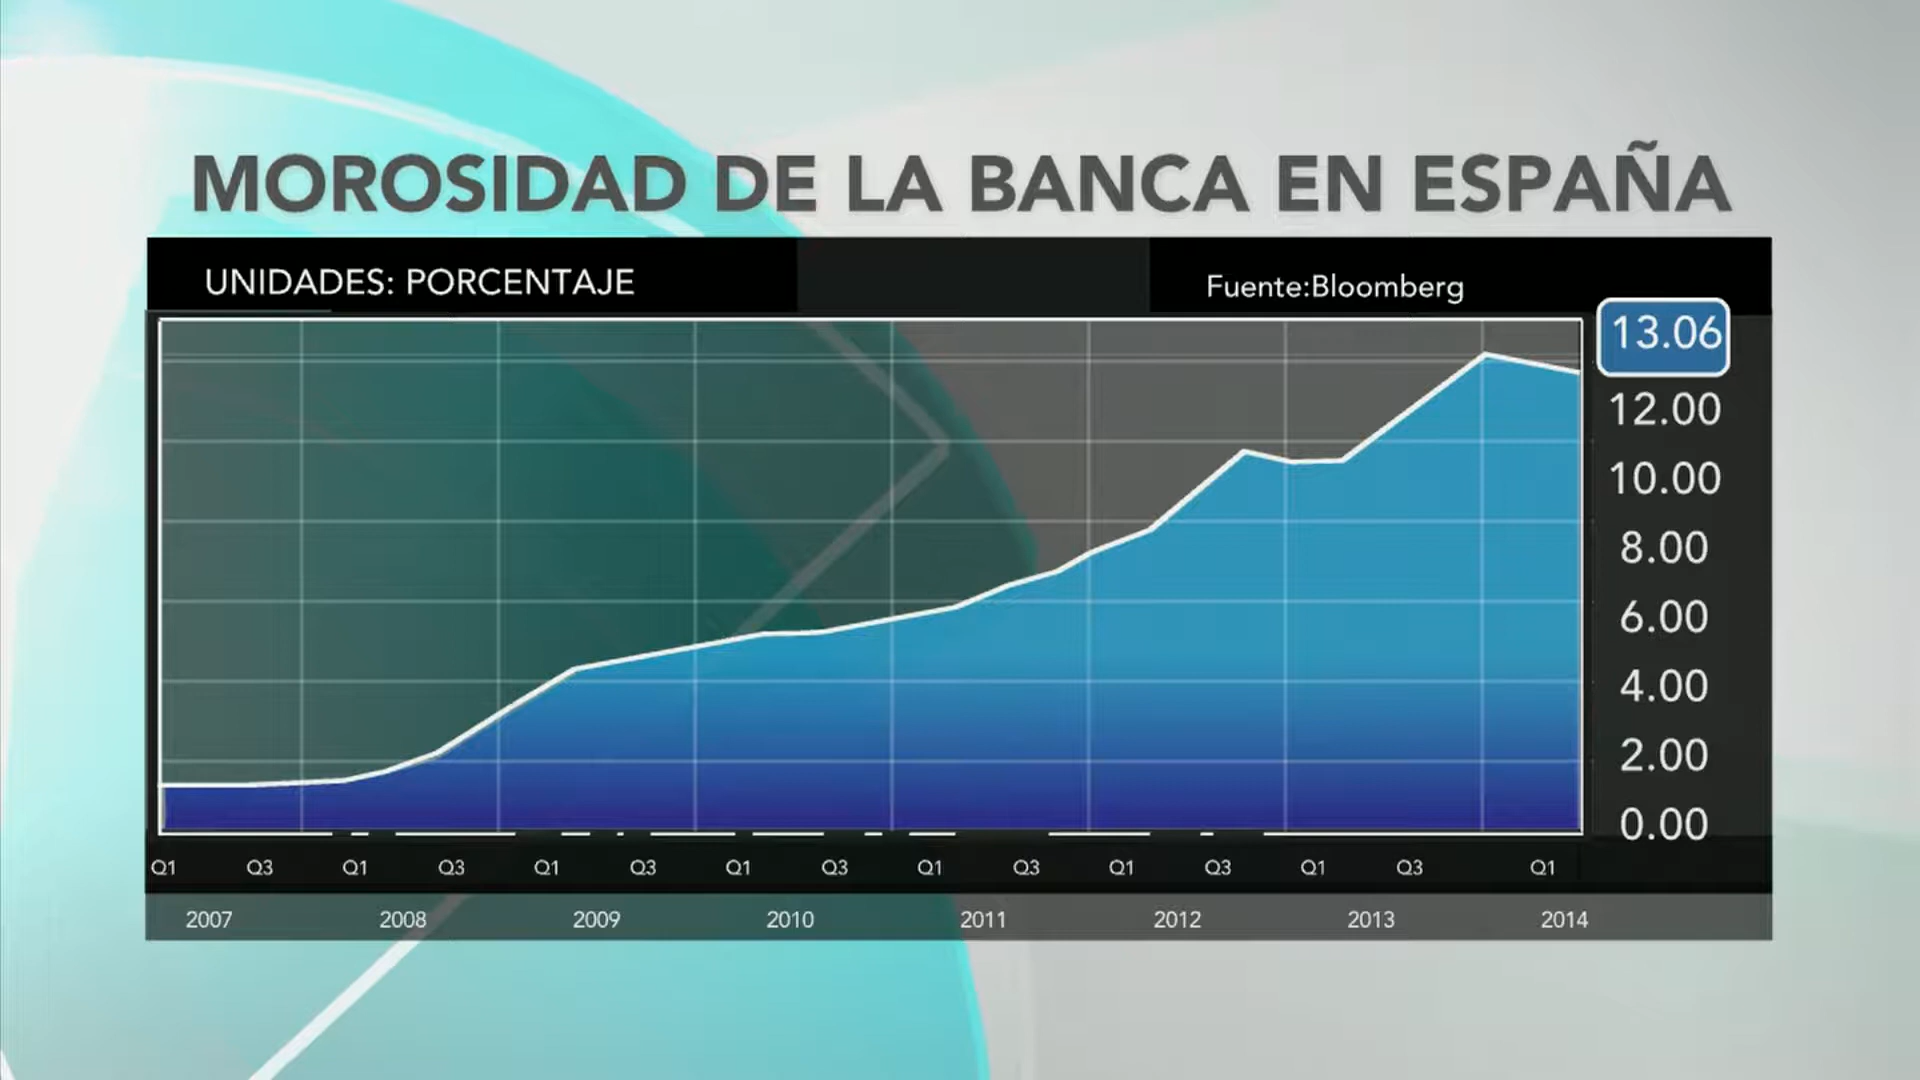 MOROSIDAD DE LA BANCA EN ESPAÑA
UNIDADES: PORCENTAJE
Fuente:Bloomberg
13.06
12.00
10.00
8.00
6.00
4.00
2.00
0.00
Q1 Q3 Q1 Q3 Q1 Q3 Q1 Q3 Q1 Q3 Q1 Q3 Q1 Q3 Q1
2007 2008 2009 2010 2011 2012 2013 2014